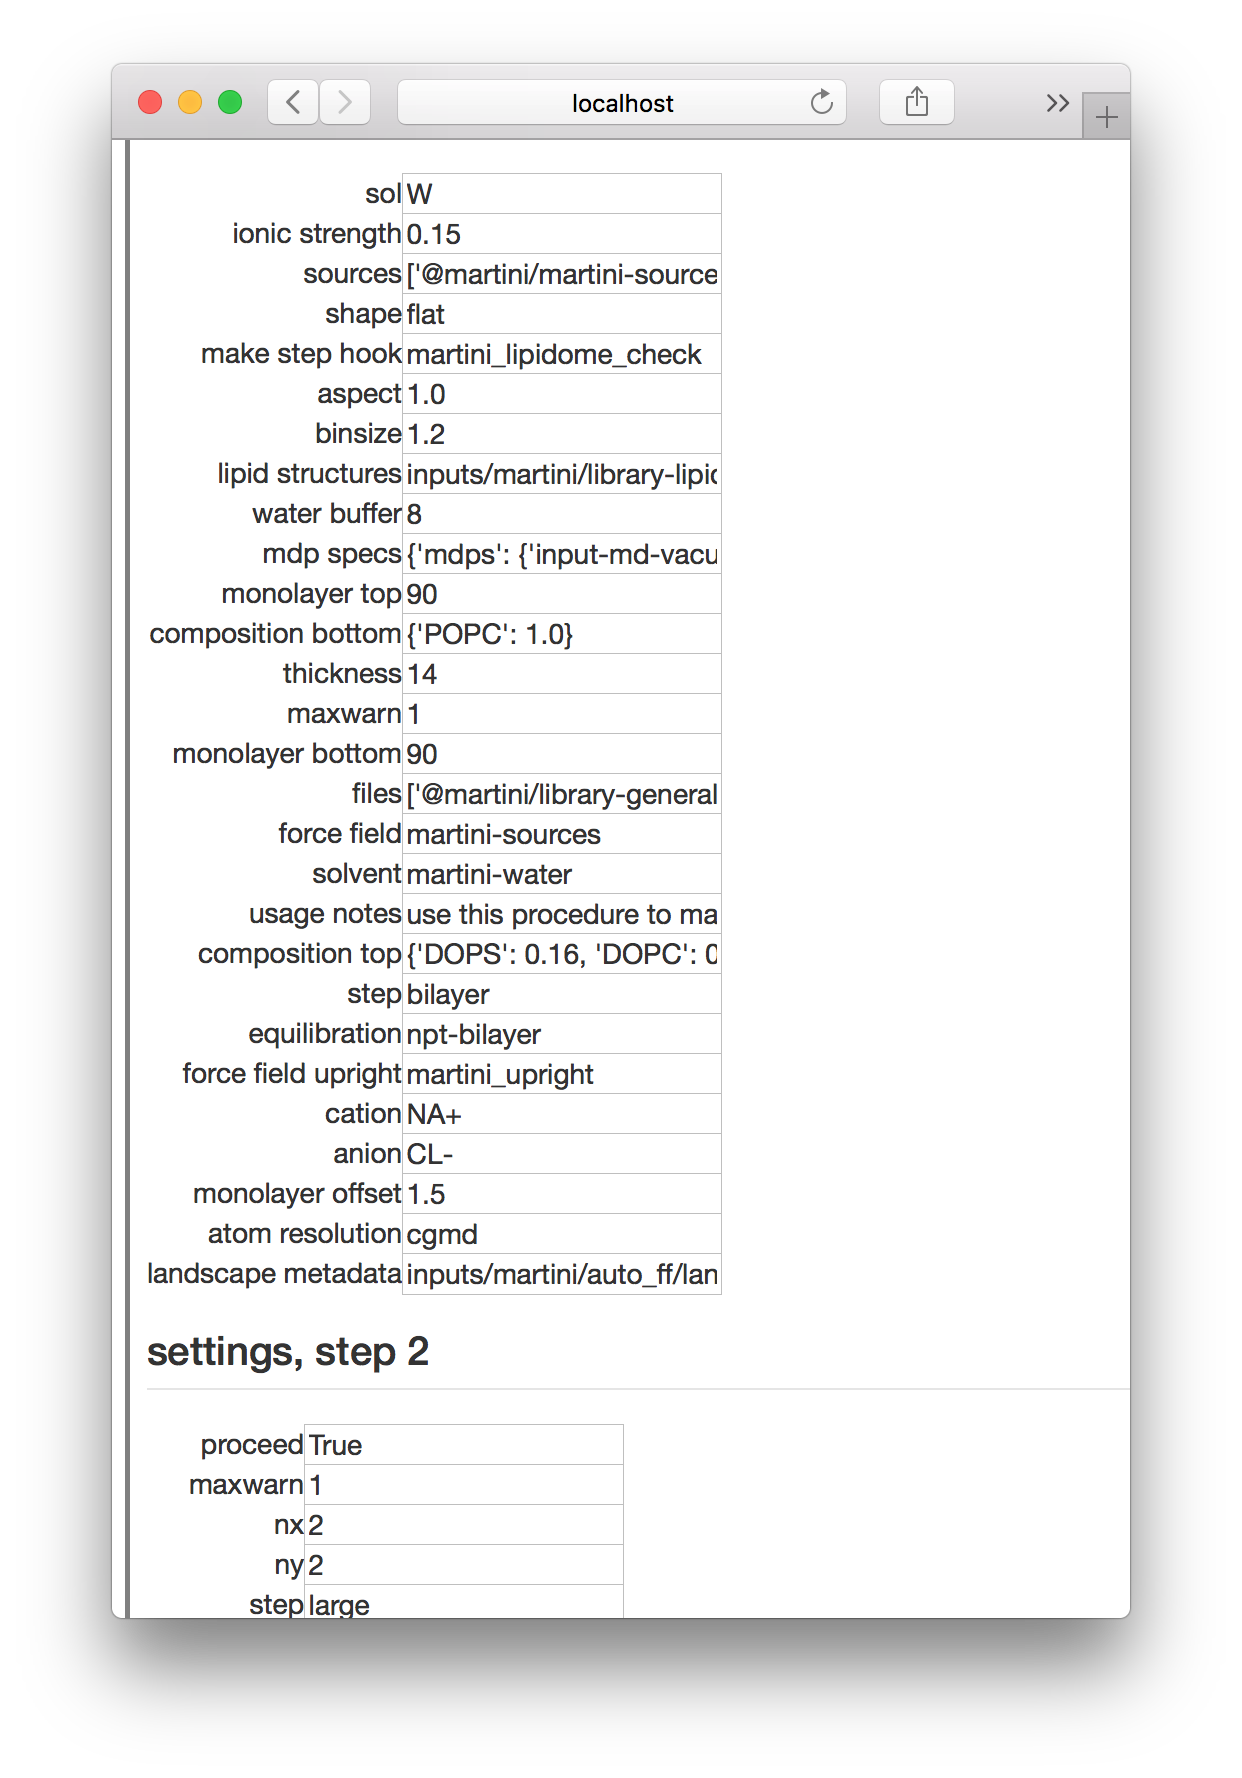 localhost
sol W
ionic strength 0.15
sources ['@martini/martini-source
shape flat
make step hook martini_lipidome_check
aspect 1.0
binsize 1.2
lipid structures inputs/martini/library-lipid
water buffer 8
mdp specs {'mdps': {'input-md-vacu
monolayer top 90
composition bottom {'POPC': 1.0}
thickness 14
maxwarn 1
monolayer bottom 90
files ['@martini/library-general
force field martini-sources
solvent martini-water
usage notes use this procedure to ma
composition top {'DOPS': 0.16, 'DOPC': 0
step bilayer
equilibration npt-bilayer
force field upright martini_upright
cation NA+
anion CL-
monolayer offset 1.5
atom resolution cgmd
landscape metadata inputs/martini/auto_ff/lan
settings, step 2
proceed True
maxwarn 1
nx 2
ny 2
step large